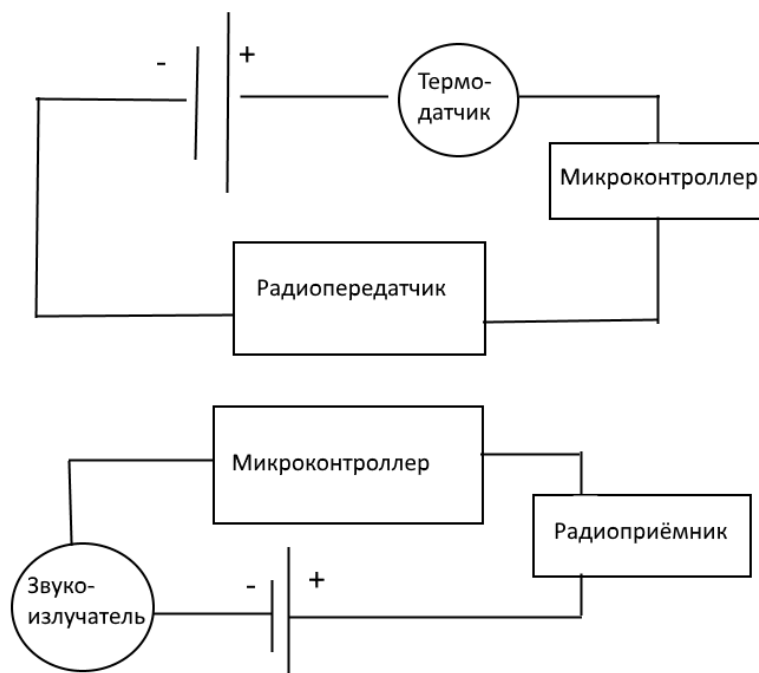 - +
Термо-
датчик
Микроконтроллер
Радиопередатчик
Микроконтроллер
Радиоприёмник
Звуко-
излучатель
- +